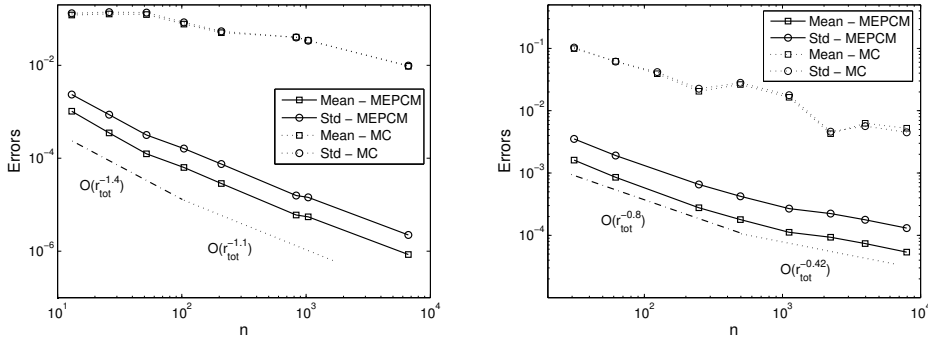 10^-2
10^-4
10^-6
Errors
Mean − MEPCM
Std − MEPCM
Mean − MC
Std − MC
O(r_tot^-1.4)
O(r_tot^-1.1)
10^1
10^2
10^3
10^4
n
10^-1
10^-2
10^-3
10^-4
Errors
Mean − MEPCM
Std − MEPCM
Mean − MC
Std − MC
O(r_tot^-0.8)
O(r_tot^-0.42)
10^2
10^3
10^4
n